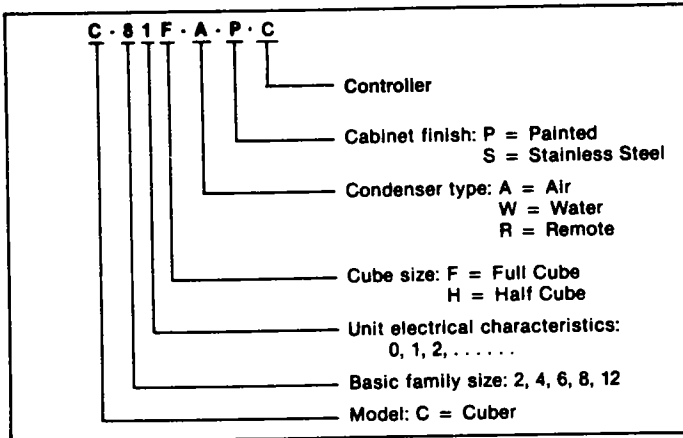 C · 8 1 F · A · P · C
Controller
Cabinet finish: P = Painted
S = Stainless Steel
Condenser type: A = Air
W = Water
R = Remote
Cube size: F = Full Cube
H = Half Cube
Unit electrical characteristics:
0, 1, 2, . . . . . .
Basic family size: 2, 4, 6, 8, 12
Model: C = Cuber